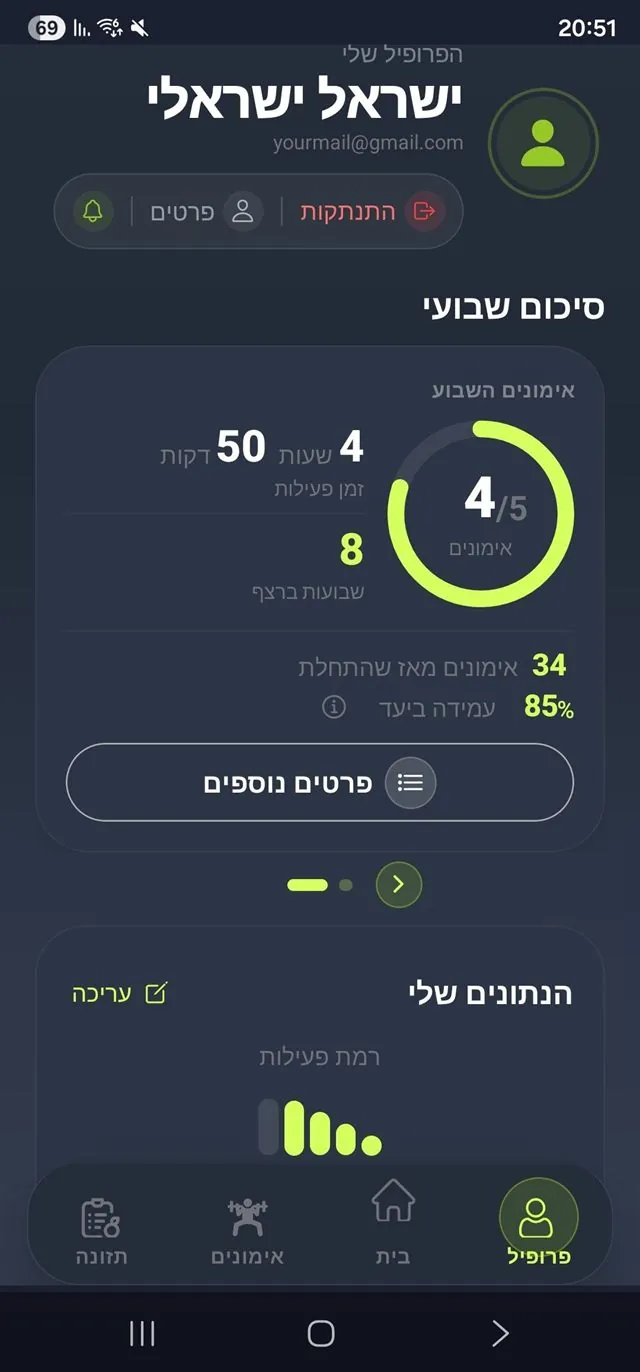 69
20:51
הפרופיל שלי
ישראל ישראלי
yourmail@gmail.com
התנתקות
פרטים
סיכום שבועי
אימונים השבוע
4/5
אימונים
4 שעות 50 דקות
זמן פעילות
8
שבועות ברצף
34 אימונים מאז שהתחלת
85% עמידה ביעד
פרטים נוספים
הנתונים שלי
עריכה
רמת פעילות
פרופיל
בית
אימונים
תזונה